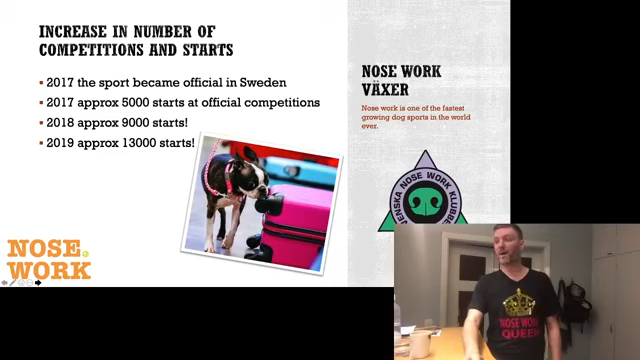 INCREASE IN NUMBER OF
COMPETITIONS AND STARTS
2017 the sport became official in Sweden
2017 approx 5000 starts at official competitions
2018 approx 9000 starts!
2019 approx 13000 starts!
NOSE WORK
VÄXER
Nose work is one of the fastest
growing dog sports in the world
ever.
NOSE WORK KLUBBEN
NOSE
WORK
NOSE WORK
QUEEN